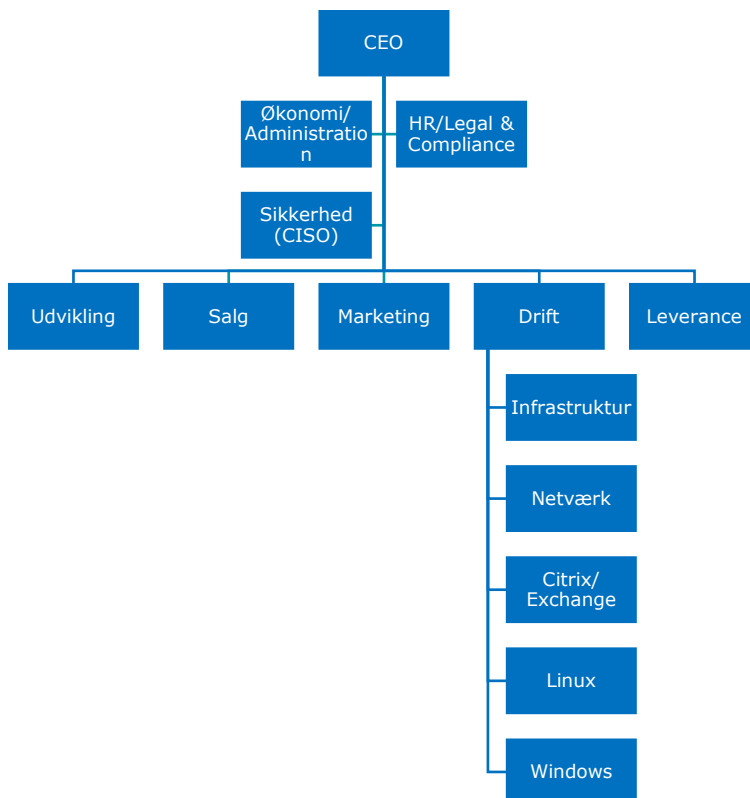 CEO
Økonomi/
Administratio
n
HR/Legal &
Compliance
Sikkerhed
(CISO)
Udvikling
Salg
Marketing
Drift
Leverance
Infrastruktur
Netværk
Citrix/
Exchange
Linux
Windows